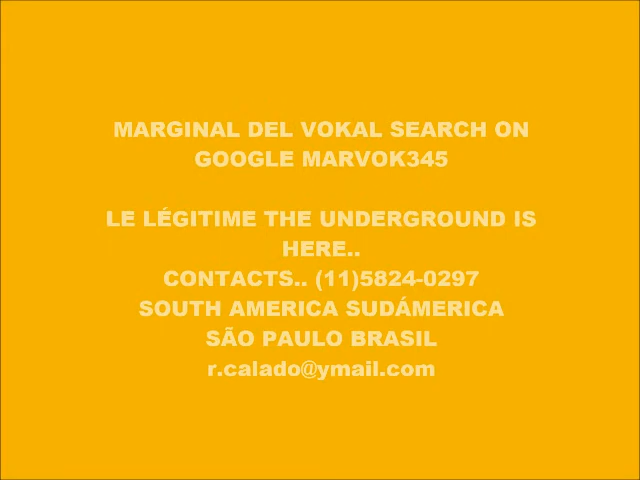 MARGINAL DEL VOKAL SEARCH ON
GOOGLE MARVOK345
LE LÉGITIME THE UNDERGROUND IS
HERE..
CONTACTS.. (11)5824-0297
SOUTH AMERICA SUDÁMERICA
SÃO PAULO BRASIL
r.calado@ymail.com